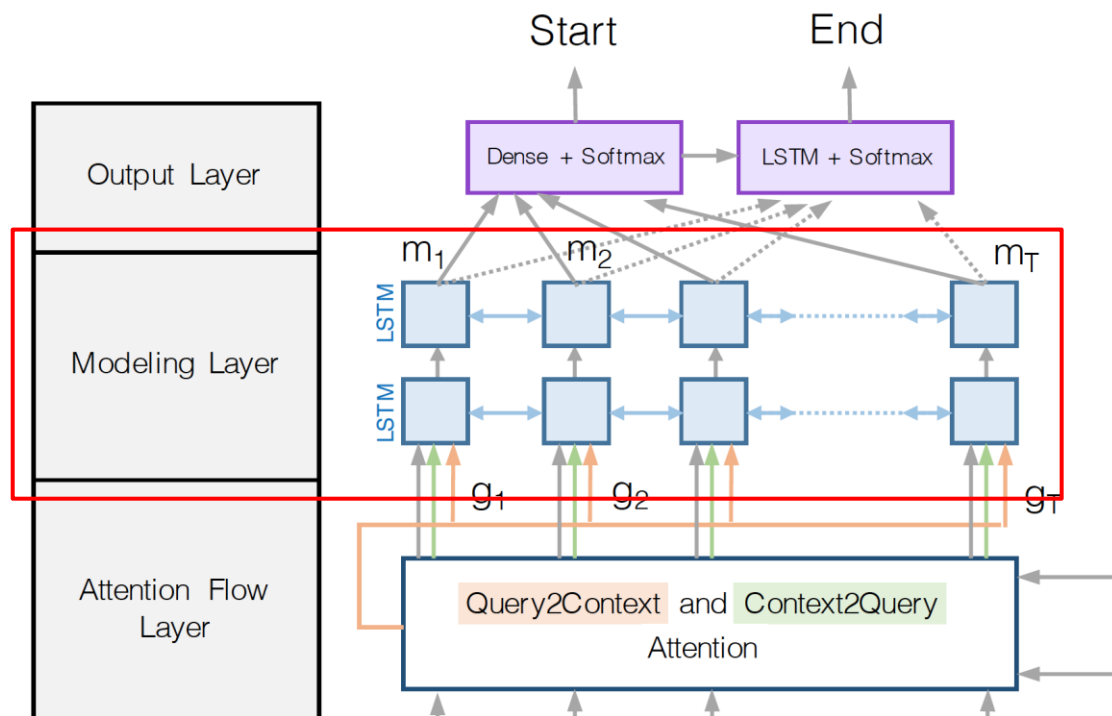 Start
End
Output Layer
Dense + Softmax
LSTM + Softmax
m1
m2
mT
LSTM
Modeling Layer
LSTM
g1
g2
gT
Attention Flow
Layer
Query2Context and Context2Query
Attention